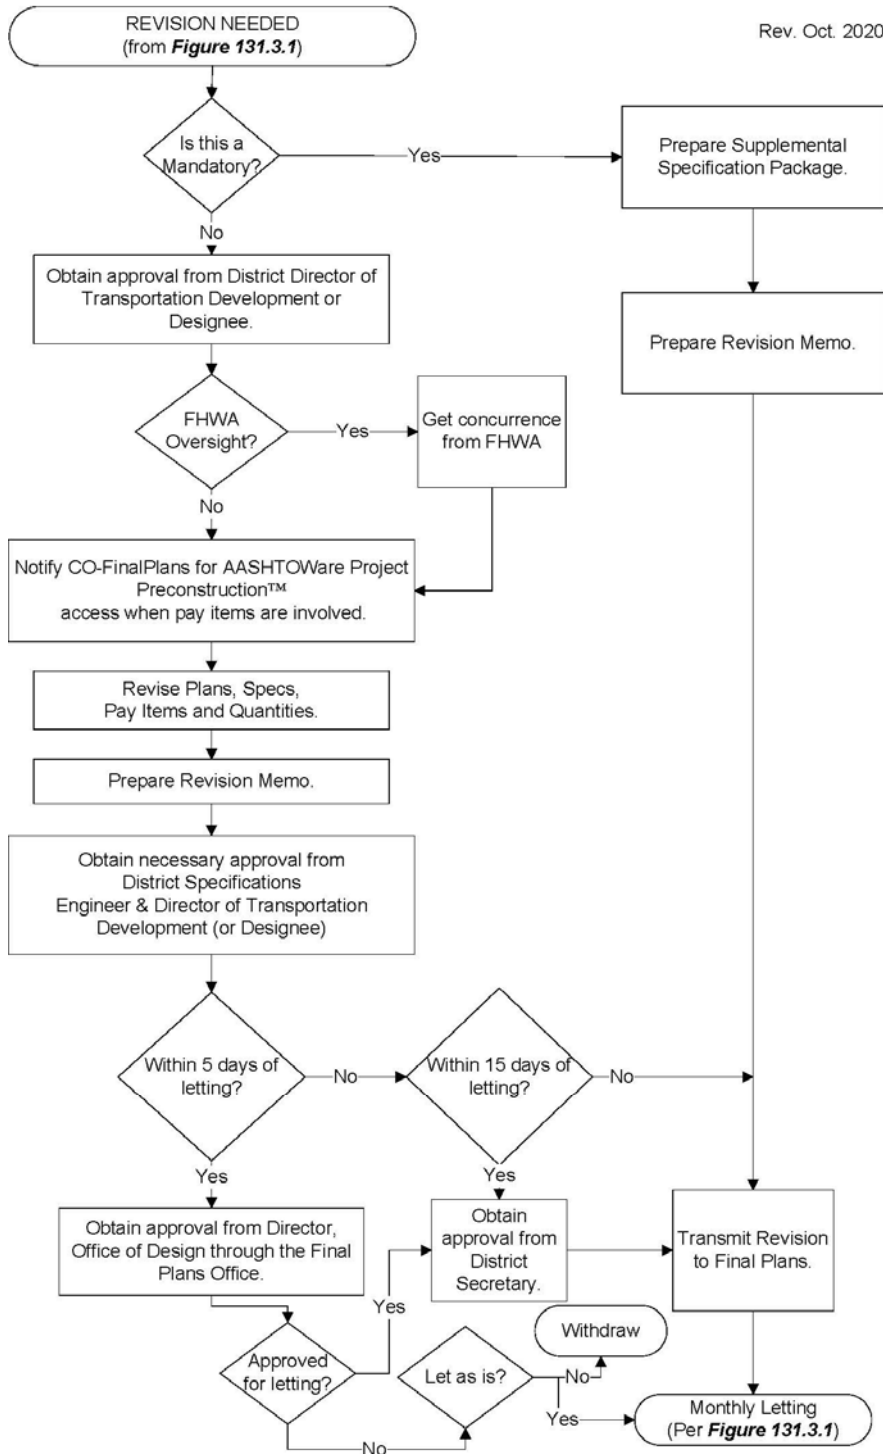 REVISION NEEDED
(from Figure 131.3.1)
Rev. Oct. 2020
Is this a
Mandatory?
Yes
Prepare Supplemental
Specification Package.
No
Obtain approval from District Director of
Transportation Development or
Designee.
Prepare Revision Memo.
FHWA
Oversight?
Yes
Get concurrence
from FHWA
No
Notify CO-FinalPlans for AASHTOWare Project
Preconstruction™
access when pay items are involved.
Revise Plans, Specs,
Pay Items and Quantities.
Prepare Revision Memo.
Obtain necessary approval from
District Specifications
Engineer & Director of Transportation
Development (or Designee)
Within 5 days of
letting?
No
Within 15 days of
letting?
No
Yes
Yes
Obtain approval from Director,
Office of Design through the Final
Plans Office.
Obtain
approval from
District
Secretary.
Transmit Revision
to Final Plans.
Yes
Withdraw
Approved
for letting?
Let as is?
No
Yes
No
Monthly Letting
(Per Figure 131.3.1)